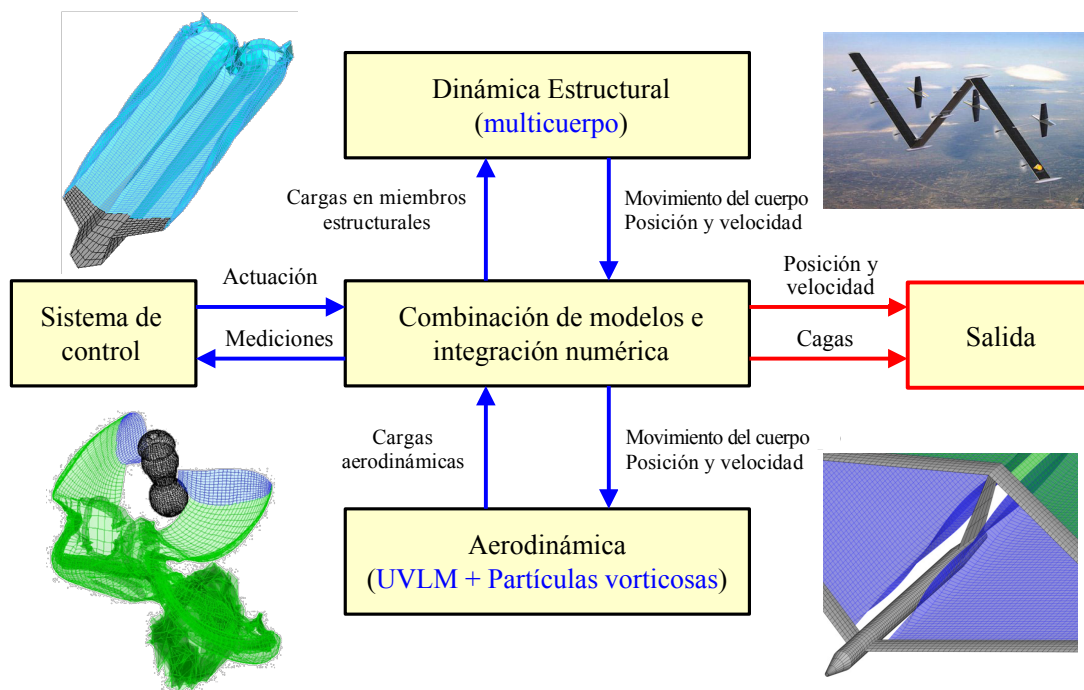 Dinámica Estructural
(multicuerpo)
Cargas en miembros
estructurales
Movimiento del cuerpo
Posición y velocidad
Actuación
Mediciones
Sistema de
control
Combinación de modelos e
integración numérica
Posición y
velocidad
Cagas
Salida
Cargas
aerodinámicas
Movimiento del cuerpo
Posición y velocidad
Aerodinámica
(UVLM + Partículas vorticosas)